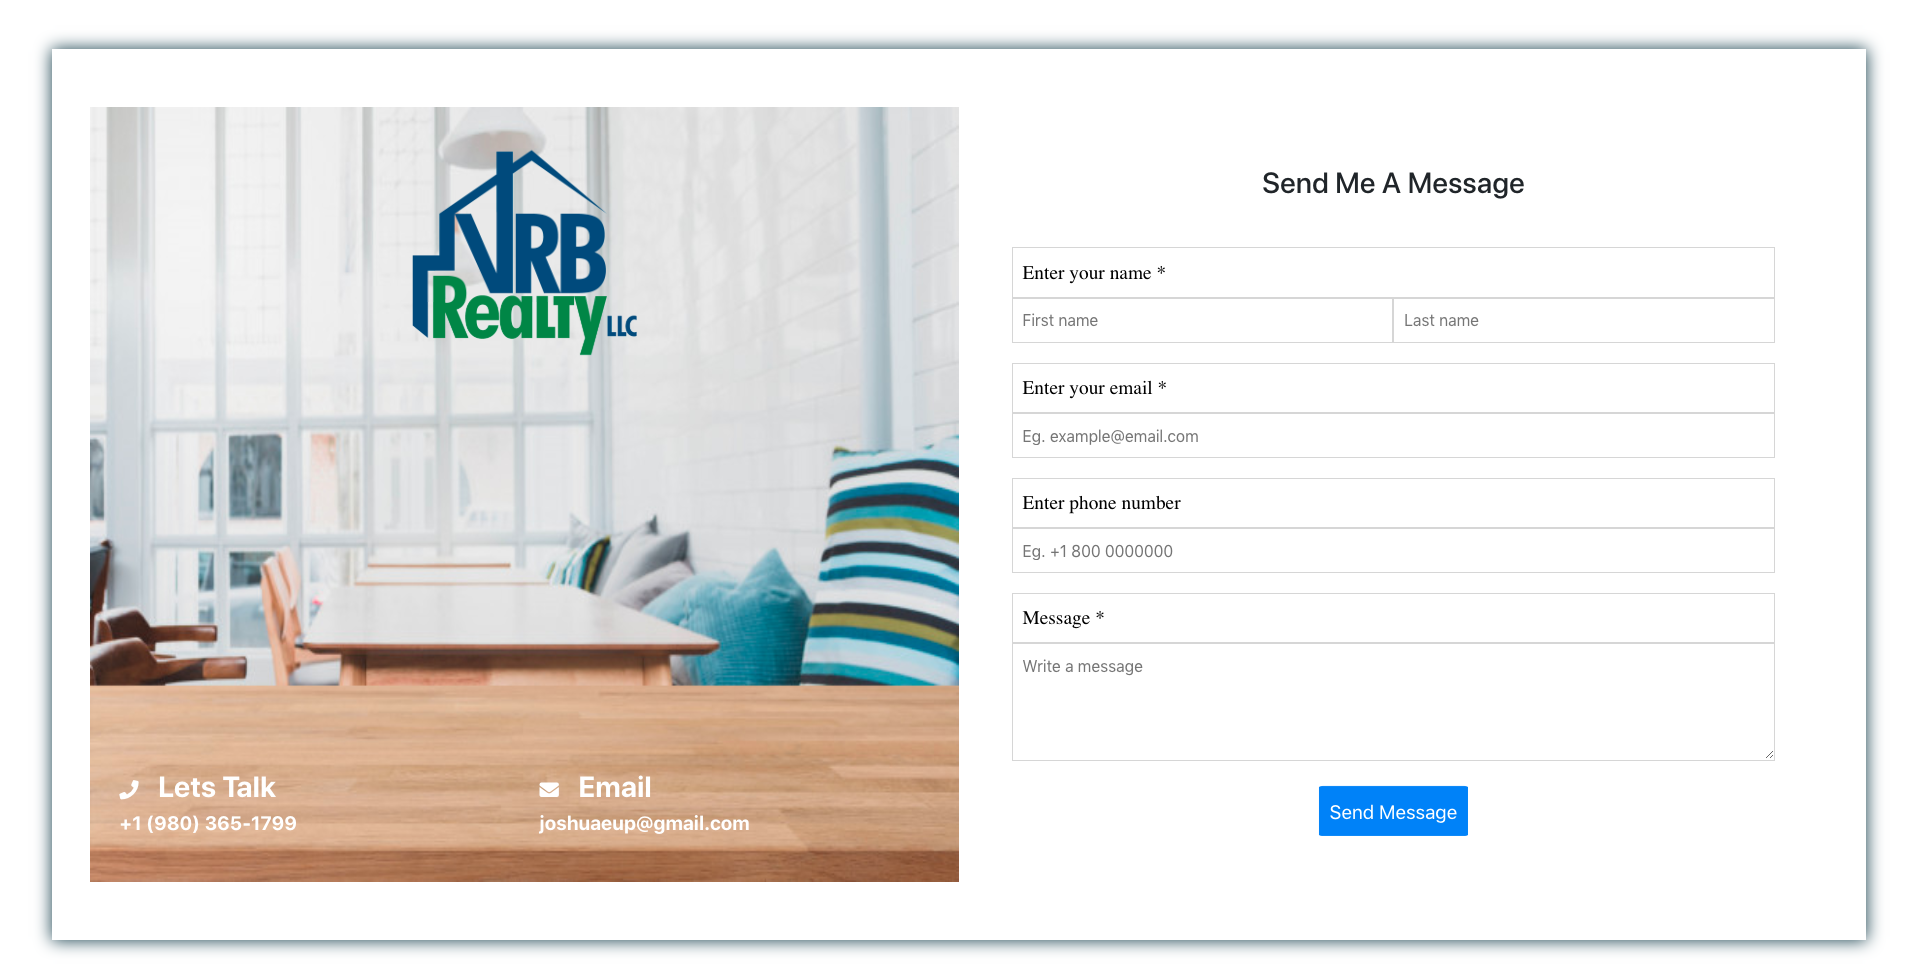 VRB
Realty LLC
Lets Talk
+1 (980) 365-1799
Email
joshuaeup@gmail.com
Send Me A Message
Enter your name *
First name
Last name
Enter your email *
Eg. example@email.com
Enter phone number
Eg. +1 800 0000000
Message *
Write a message
Send Message